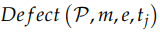 Defect (𝒫, m, e, tⱼ)